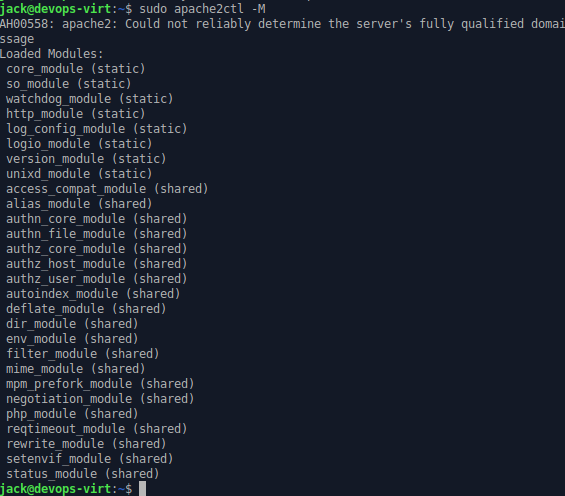 jack@devops-virt:~$ sudo apache2ctl -M
AH00558: apache2: Could not reliably determine the server's fully qualified domai
ssage
Loaded Modules:
 core_module (static)
 so_module (static)
 watchdog_module (static)
 http_module (static)
 log_config_module (static)
 logio_module (static)
 version_module (static)
 unixd_module (static)
 access_compat_module (shared)
 alias_module (shared)
 authn_core_module (shared)
 authn_file_module (shared)
 authz_core_module (shared)
 authz_host_module (shared)
 authz_user_module (shared)
 autoindex_module (shared)
 deflate_module (shared)
 dir_module (shared)
 env_module (shared)
 filter_module (shared)
 mime_module (shared)
 mpm_prefork_module (shared)
 negotiation_module (shared)
 php_module (shared)
 reqtimeout_module (shared)
 rewrite_module (shared)
 setenvif_module (shared)
 status_module (shared)
jack@devops-virt:~$